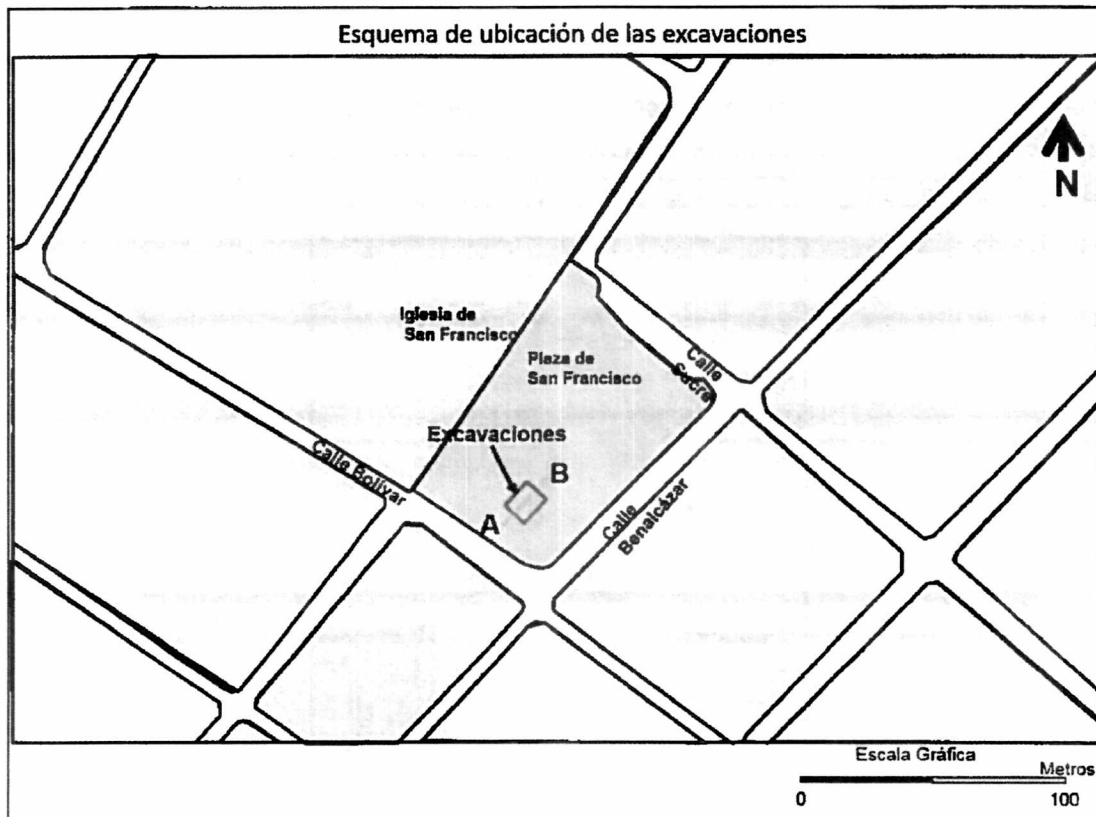 Esquema de ubicación de las excavaciones
N
Iglesia de
San Francisco
Plaza de
San Francisco
Calle
Sucre
Excavaciones
B
Calle Bolívar
A
Calle
Benalcázar
Escala Gráfica
Metros
0
100